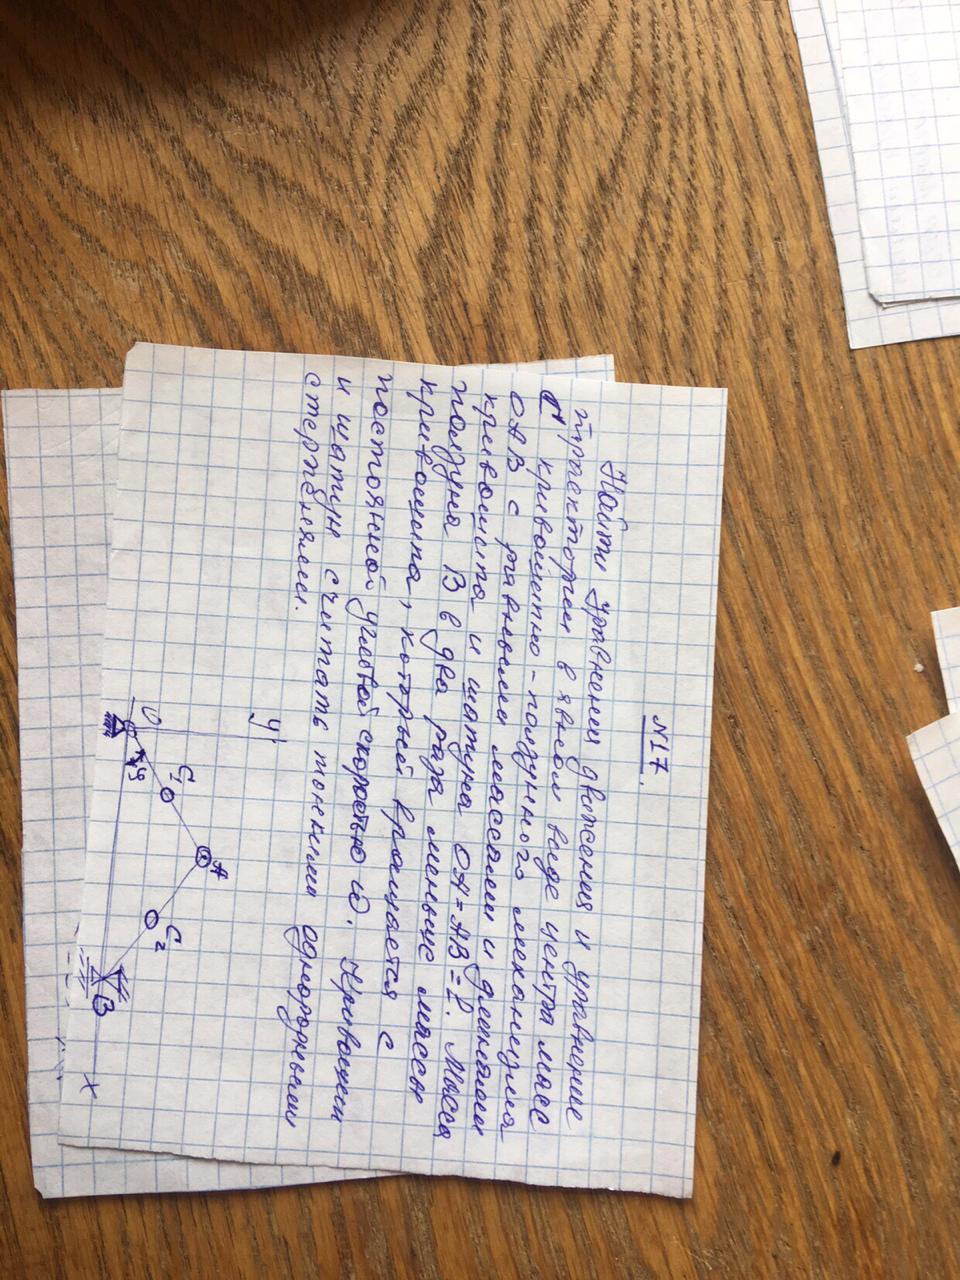 №17.
Найти уравнения движения и уравнение
траектории в явном виде центра масс
C кривошипно-ползунного механизма
OAB с равными массами и длинами
кривошипа и шатуна OA=AB=l. Масса
ползуна B в два раза меньше массы
кривошипа, который вращается с
постоянной угловой скоростью ω. Кривошип
и шатун считать тонкими однородными
стержнями.
y
A
C₁
C₂
O
φ
B
x